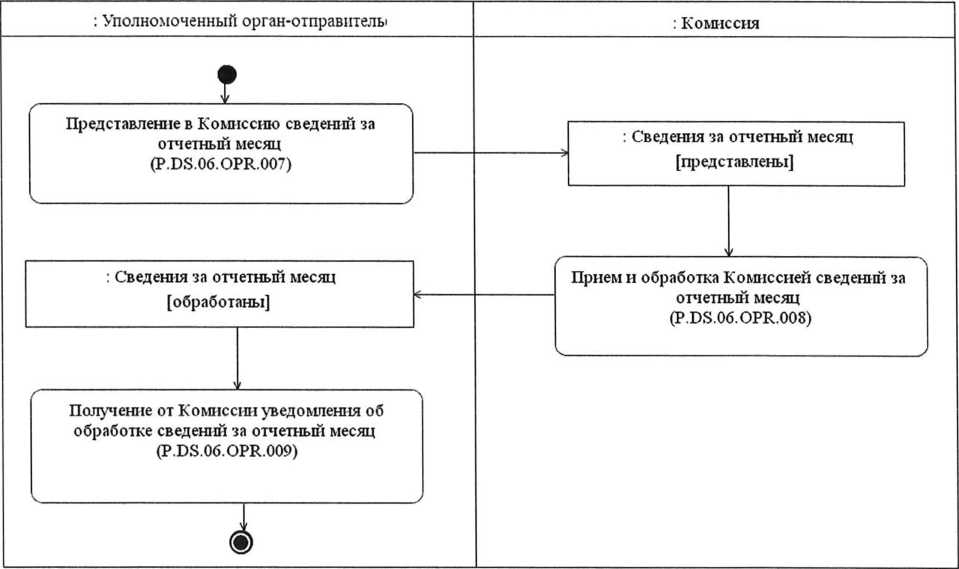 : Уполномоченный орган-отправитель
: Комиссия
Представление в Комиссию сведений за
отчетный месяц
(P.DS.06.OPR.007)
: Сведения за отчетный месяц
[представлены]
Прием и обработка Комиссией сведений за
отчетный месяц
(P.DS.06.OPR.008)
: Сведения за отчетный месяц
[обработаны]
Получение от Комиссии уведомления об
обработке сведений за отчетный месяц
(P.DS.06.OPR.009)